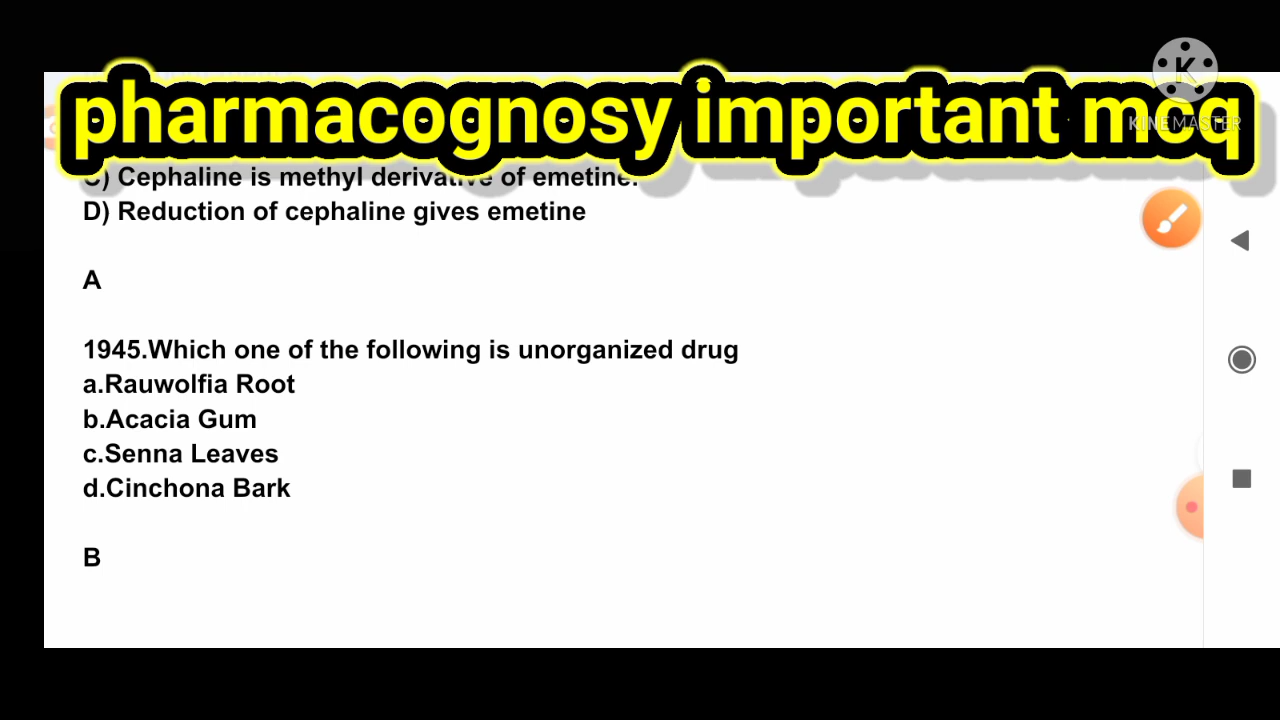 pharmacognosy important mcq
KINEMASTER
C) Cephaline is methyl derivative of emetine.
D) Reduction of cephaline gives emetine
A
1945.Which one of the following is unorganized drug
a.Rauwolfia Root
b.Acacia Gum
c.Senna Leaves
d.Cinchona Bark
B